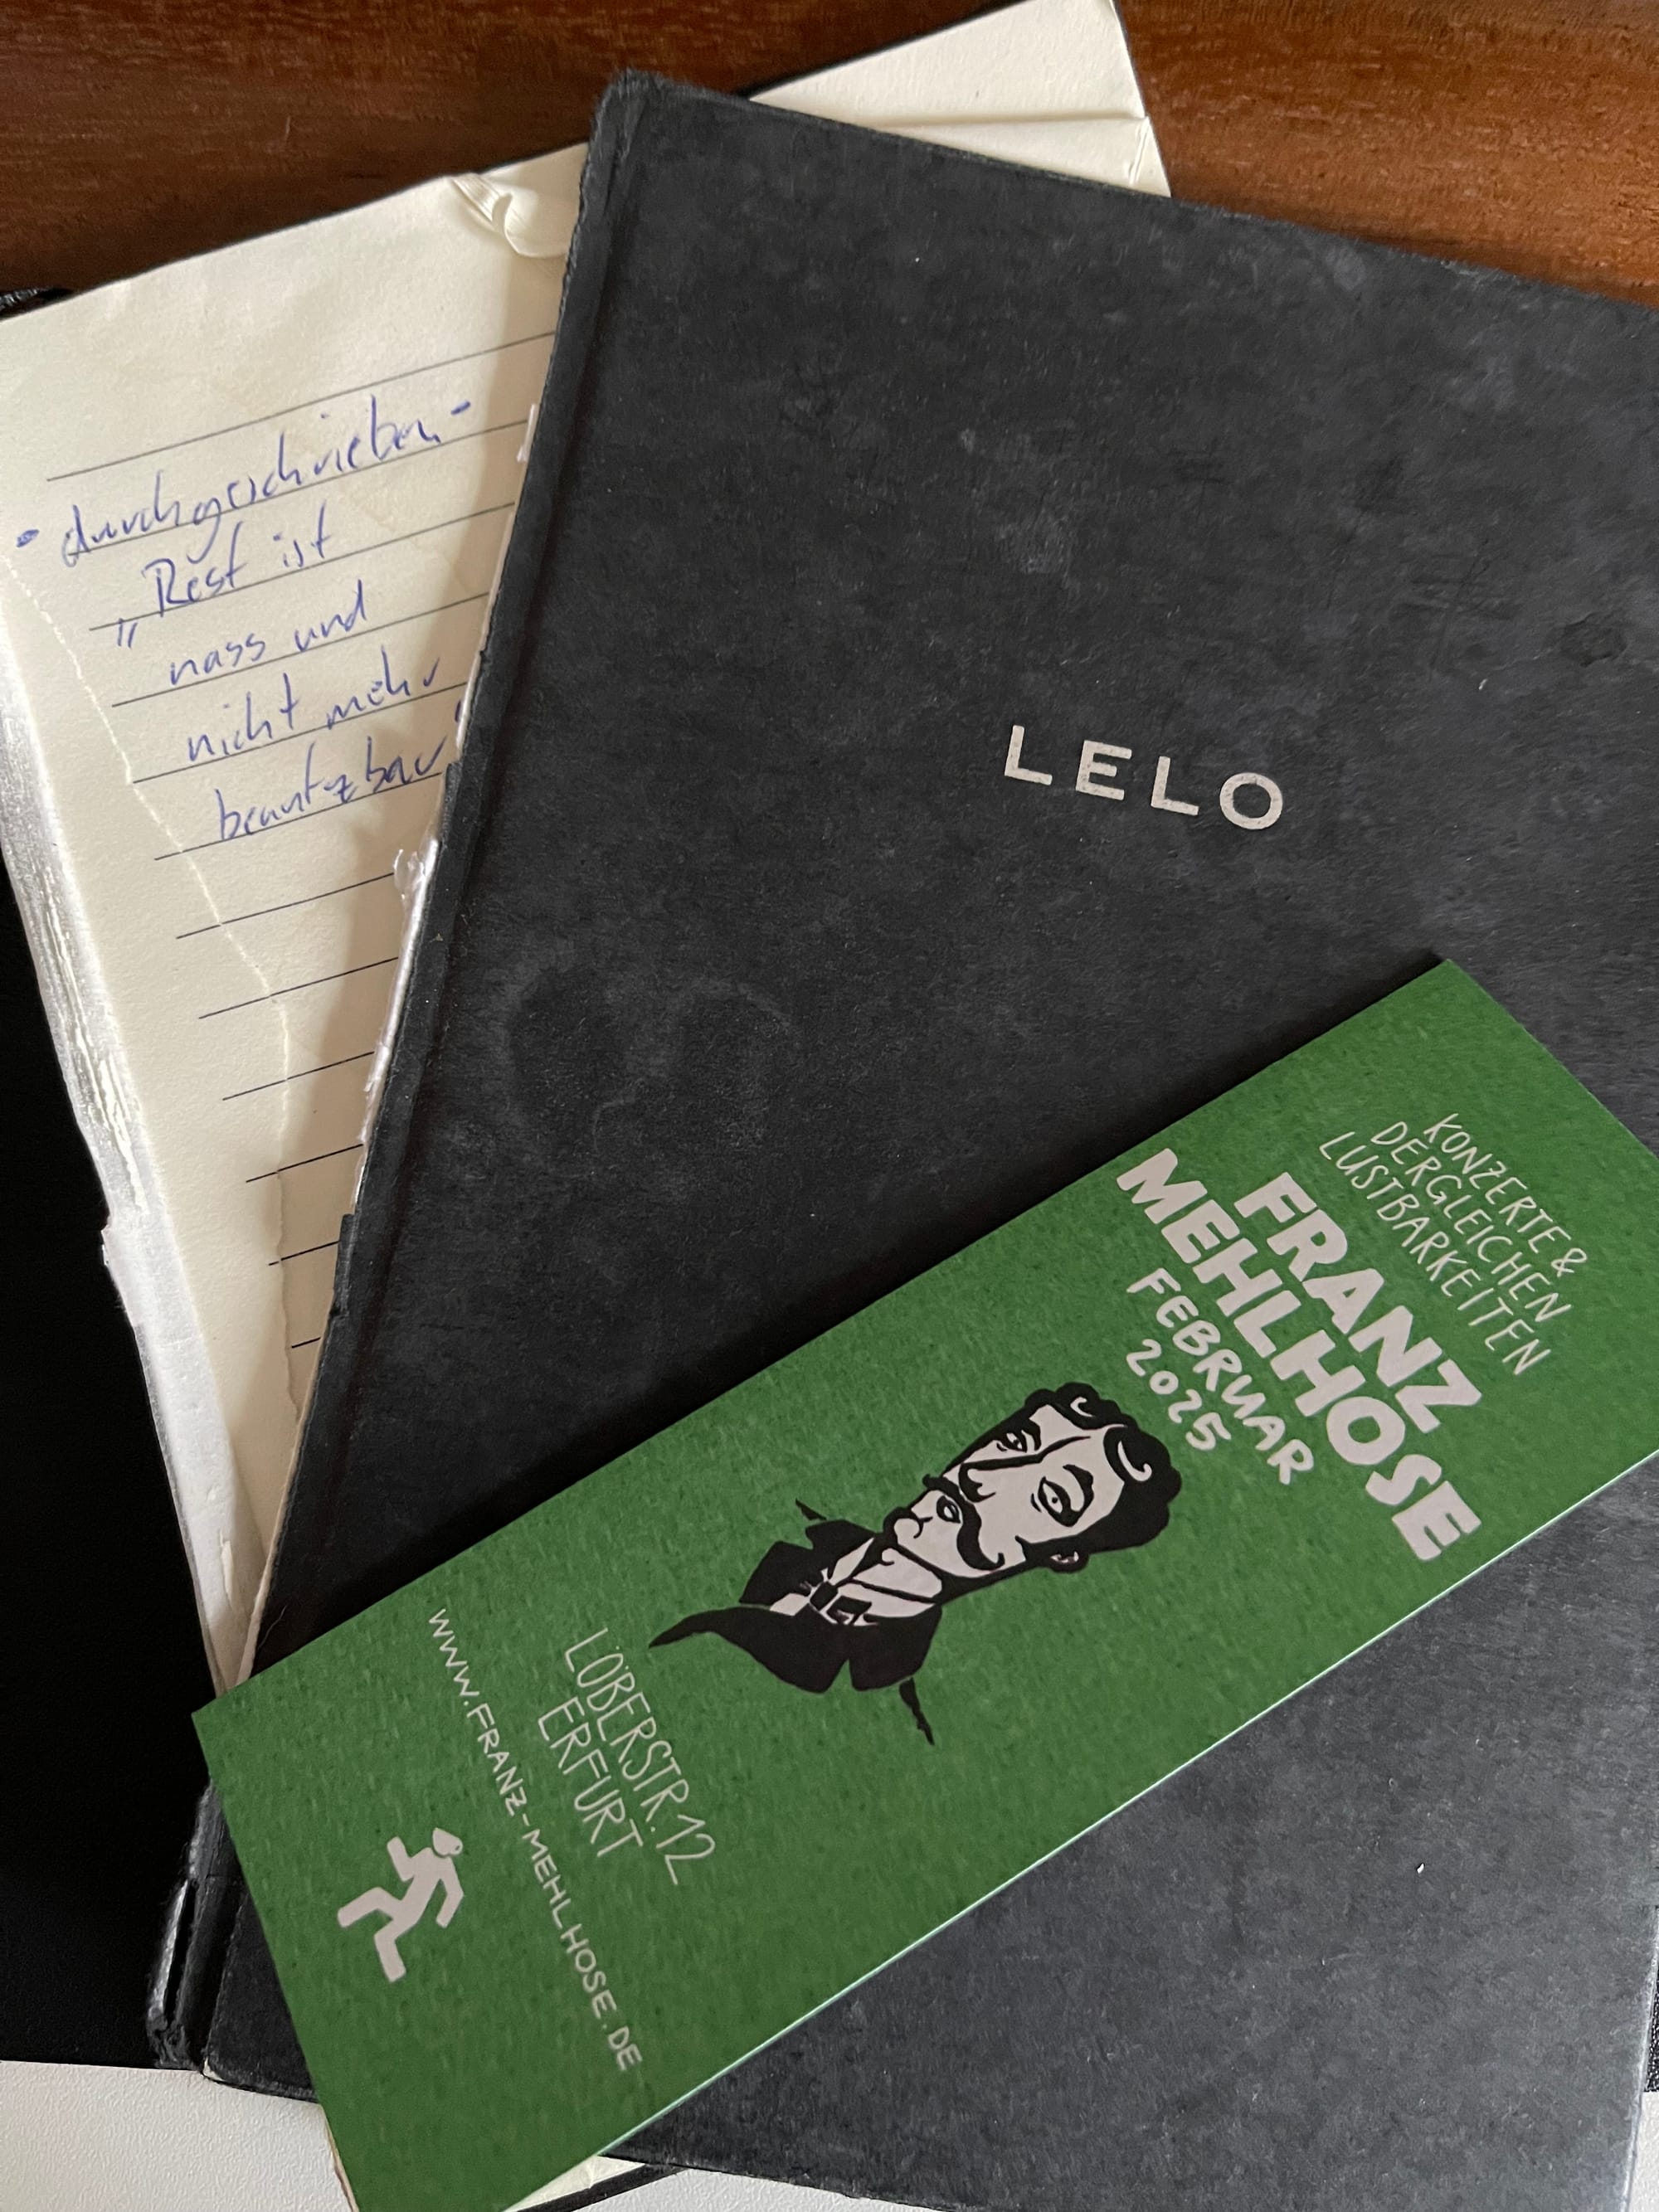 - durchgeschrieben -
„Rest ist
nass und
nicht mehr
beautzbar"
LELO
KONZERTE &
DERGLEICHEN
LUSTBARKEITEN
FRANZ
MEHLHOSE
FEBRUAR
2025
LÖBERSTR. 12
ERFURT
WWW.FRANZ-MEHLHOSE.DE